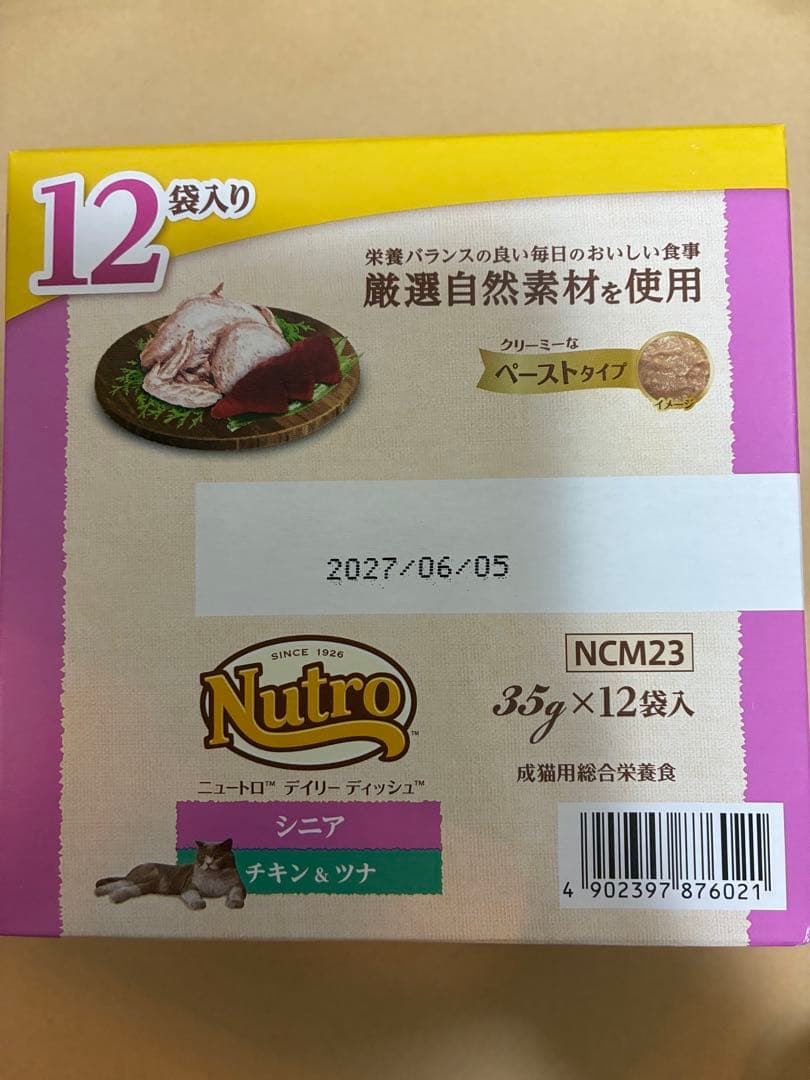 12袋入り
栄養バランスの良い毎日のおいしい食事
厳選自然素材を使用
クリーミーな
ペーストタイプ
イメージ
2027/06/05
SINCE 1926
Nutro™
ニュートロ™ デイリー ディッシュ™
シニア
チキン&ツナ
NCM23
35g×12袋入
成猫用総合栄養食
4 902397 876021